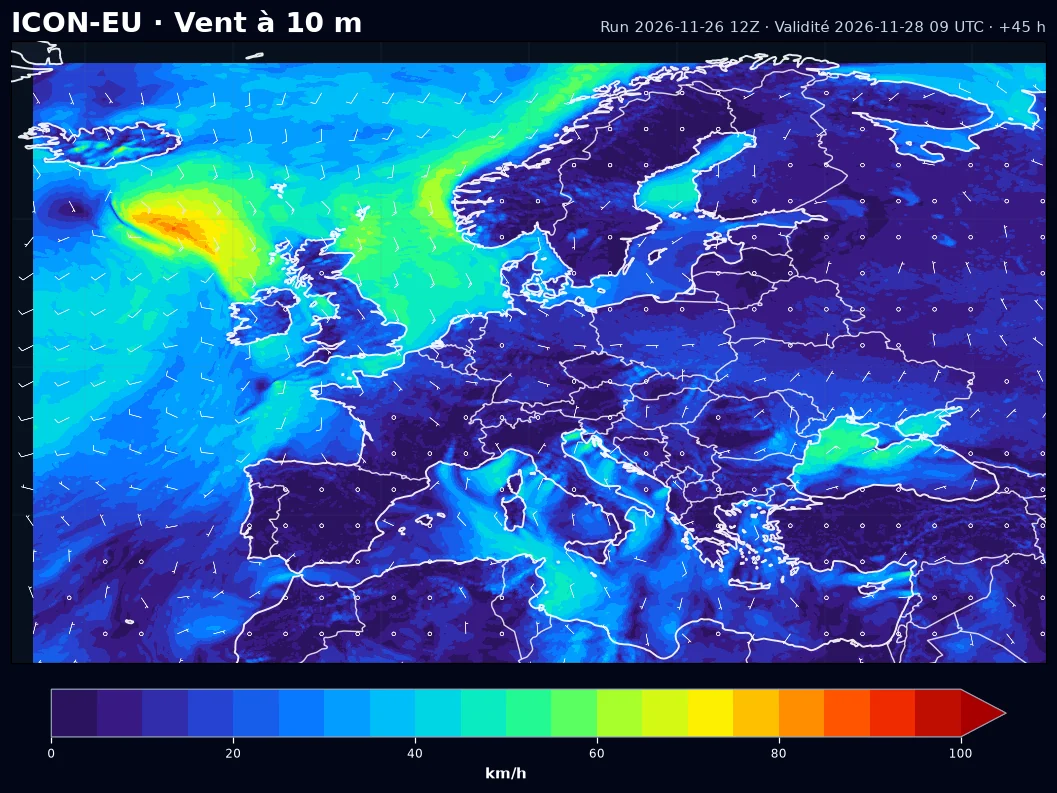 ICON-EU · Vent à 10 m
Run 2026-11-26 12Z · Validité 2026-11-28 09 UTC · +45 h
0 20 40 60 80 100
km/h